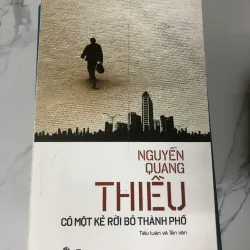 NGUYỄN
QUANG
THIỀU
CÓ MỘT KẺ RỜI BỎ THÀNH PHỐ
Tiểu luận và Tản văn